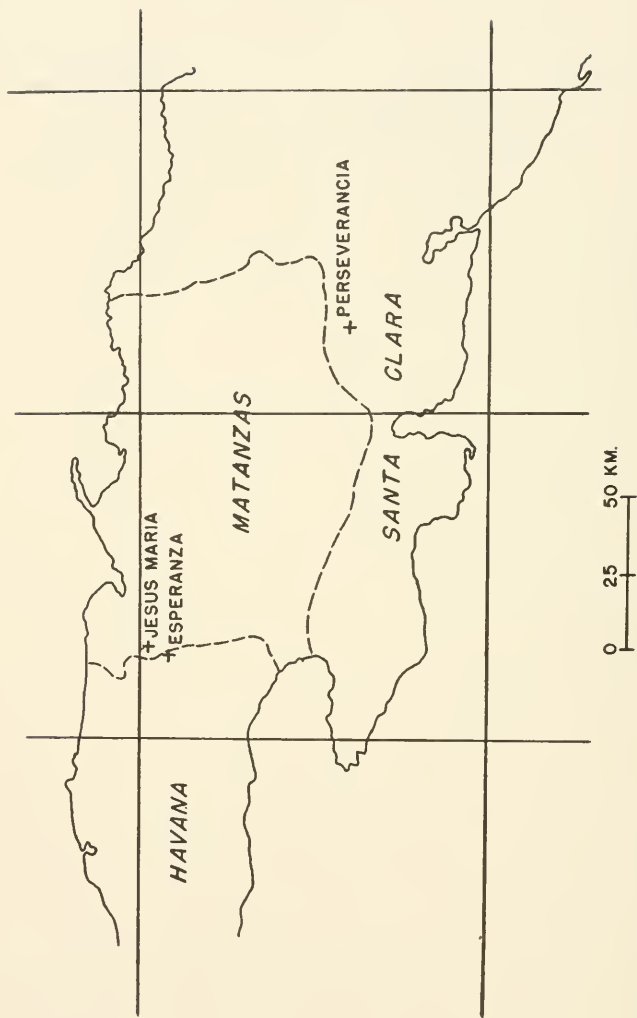 JESUS MARIA
ESPERANZA
HAVANA
MATANZAS
PERSEVERANCIA
SANTA CLARA
0 25 50 KM.